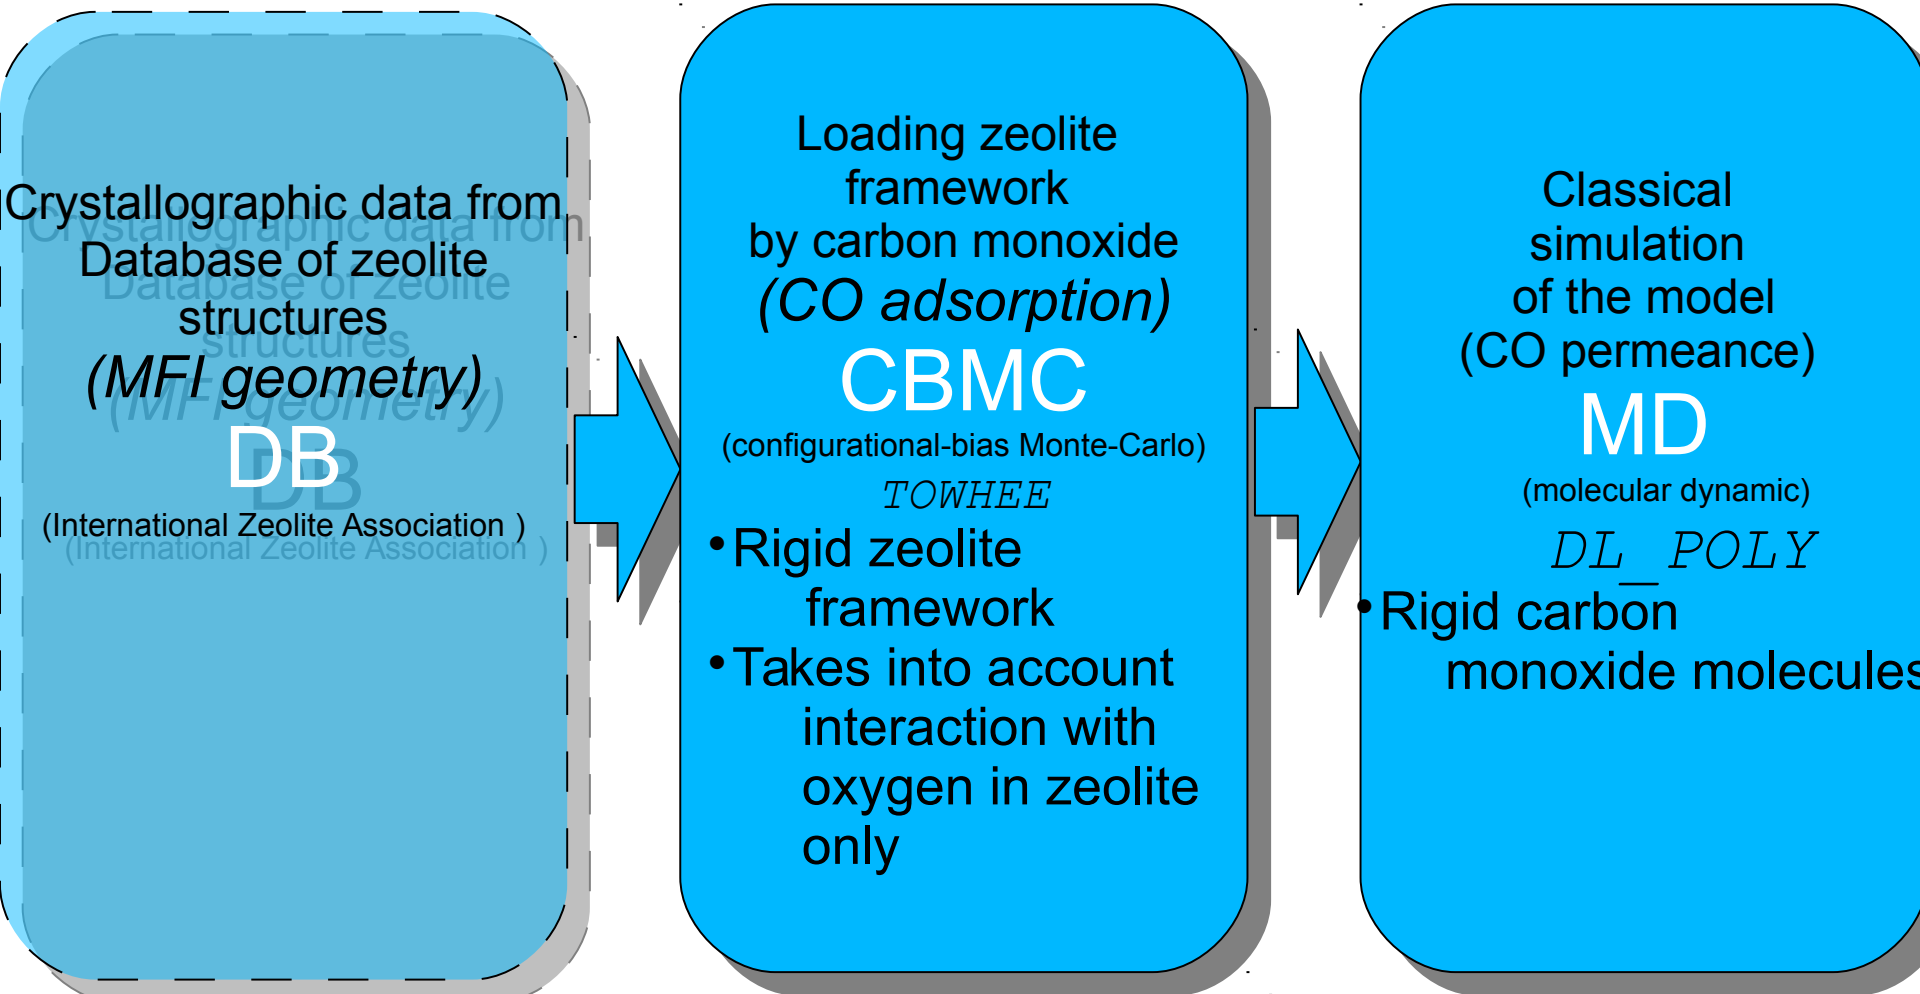 Crystallographic data from
Database of zeolite
structures
(MFI geometry)
DB
(International Zeolite Association )
Loading zeolite
framework
by carbon monoxide
(CO adsorption)
CBMC
(configurational-bias Monte-Carlo)
TOWHEE
•Rigid zeolite
framework
•Takes into account
interaction with
oxygen in zeolite
only
Classical
simulation
of the model
(CO permeance)
MD
(molecular dynamic)
DL_POLY
•Rigid carbon
monoxide molecules